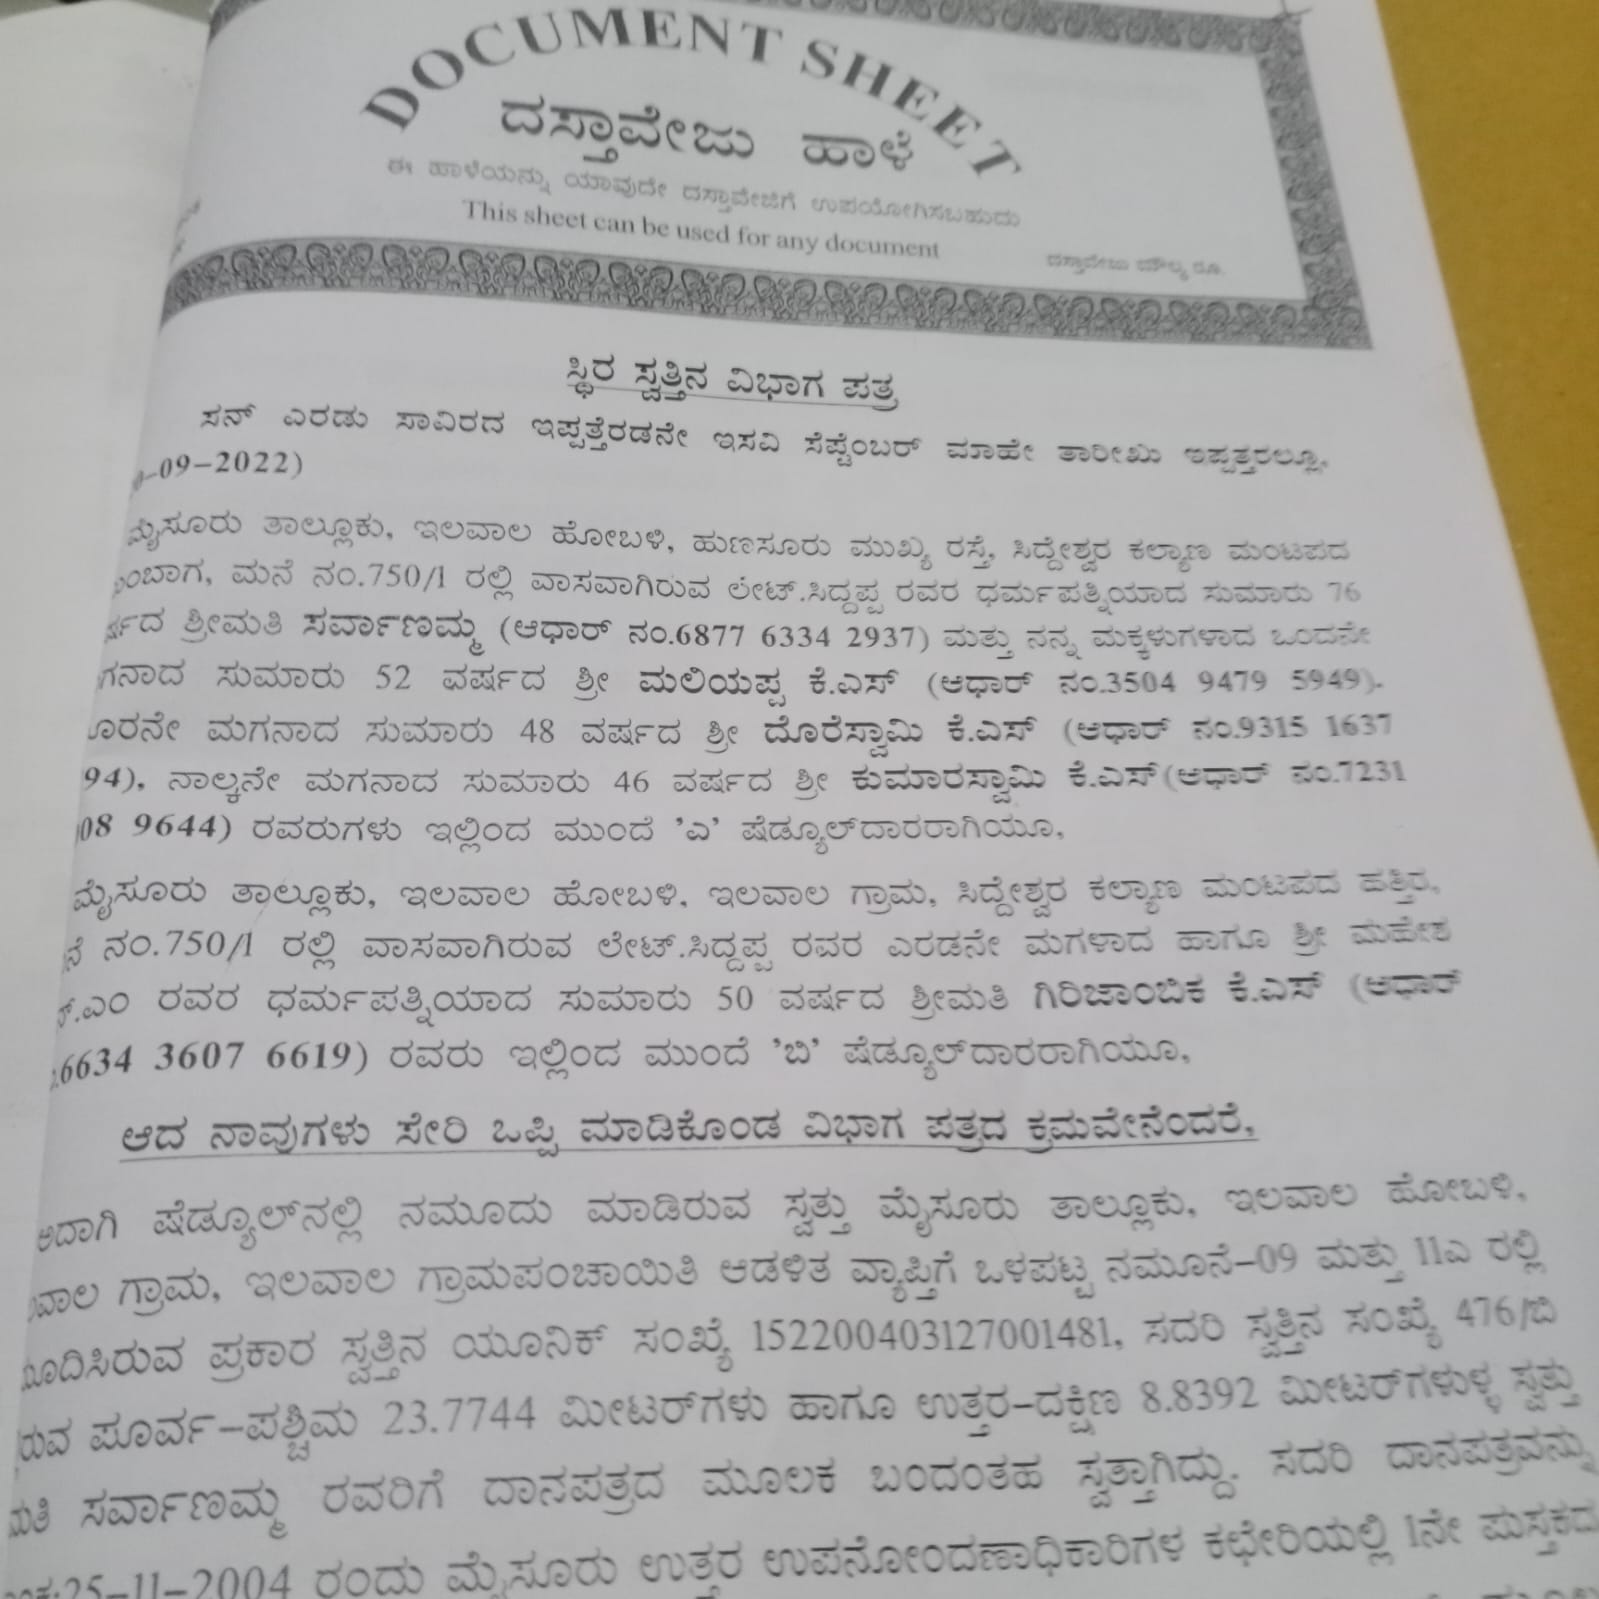 DOCUMENT SHEET
ದಸ್ತಾವೇಜು ಹಾಳೆ
ಈ ಹಾಳೆಯನ್ನು ಯಾವುದೇ ದಸ್ತಾವೇಜಿಗೆ ಉಪಯೋಗಿಸಬಹುದು
This sheet can be used for any document
ದಸ್ತಾವೇಜು ಮೌಲ್ಯ ರೂ.
ಸ್ಥಿರ ಸ್ವತ್ತಿನ ವಿಭಾಗ ಪತ್ರ
ಸನ್ ಎರಡು ಸಾವಿರದ ಇಪ್ಪತ್ತೆರಡನೇ ಇಸವಿ ಸೆಪ್ಟೆಂಬರ್ ಮಾಹೇ ತಾರೀಖು ಇಪ್ಪತ್ತರಲ್ಲೂ,
-09-2022)
ಮೈಸೂರು ತಾಲ್ಲೂಕು, ಇಲವಾಲ ಹೋಬಳಿ, ಹುಣಸೂರು ಮುಖ್ಯ ರಸ್ತೆ, ಸಿದ್ದೇಶ್ವರ ಕಲ್ಯಾಣ ಮಂಟಪದ
ಂಬಾಗ, ಮನೆ ನಂ.750/1 ರಲ್ಲಿ ವಾಸವಾಗಿರುವ ಲೇಟ್.ಸಿದ್ದಪ್ಪ ರವರ ಧರ್ಮಪತ್ನಿಯಾದ ಸುಮಾರು 76
ರ್ಷದ ಶ್ರೀಮತಿ ಸರ್ವಾಣಮ್ಮ (ಆಧಾರ್ ನಂ.6877 6334 2937) ಮತ್ತು ನನ್ನ ಮಕ್ಕಳುಗಳಾದ ಒಂದನೇ
ಗನಾದ ಸುಮಾರು 52 ವರ್ಷದ ಶ್ರೀ ಮಲಿಯಪ್ಪ ಕೆ.ಎಸ್ (ಆಧಾರ್ ನಂ.3504 9479 5949).
ೂರನೇ ಮಗನಾದ ಸುಮಾರು 48 ವರ್ಷದ ಶ್ರೀ ದೊರೆಸ್ವಾಮಿ ಕೆ.ಎಸ್ (ಆಧಾರ್ ನಂ.9315 1637
94), ನಾಲ್ಕನೇ ಮಗನಾದ ಸುಮಾರು 46 ವರ್ಷದ ಶ್ರೀ ಕುಮಾರಸ್ವಾಮಿ ಕೆ.ಎಸ್(ಆಧಾರ್ ನಂ.7231
08 9644) ರವರುಗಳು ಇಲ್ಲಿಂದ ಮುಂದೆ 'ಎ' ಷೆಡ್ಯೂಲ್‌ದಾರರಾಗಿಯೂ,
ಮೈಸೂರು ತಾಲ್ಲೂಕು, ಇಲವಾಲ ಹೋಬಳಿ, ಇಲವಾಲ ಗ್ರಾಮ, ಸಿದ್ದೇಶ್ವರ ಕಲ್ಯಾಣ ಮಂಟಪದ ಹತ್ತಿರ,
ನೆ ನಂ.750/1 ರಲ್ಲಿ ವಾಸವಾಗಿರುವ ಲೇಟ್.ಸಿದ್ದಪ್ಪ ರವರ ಎರಡನೇ ಮಗಳಾದ ಹಾಗೂ ಶ್ರೀ ಮಹೇಶ
.ಎಂ ರವರ ಧರ್ಮಪತ್ನಿಯಾದ ಸುಮಾರು 50 ವರ್ಷದ ಶ್ರೀಮತಿ ಗಿರಿಜಾಂಬಿಕ ಕೆ.ಎಸ್ (ಆಧಾರ್
.6634 3607 6619) ರವರು ಇಲ್ಲಿಂದ ಮುಂದೆ 'ಬಿ' ಷೆಡ್ಯೂಲ್‌ದಾರರಾಗಿಯೂ,
ಆದ ನಾವುಗಳು ಸೇರಿ ಒಪ್ಪಿ ಮಾಡಿಕೊಂಡ ವಿಭಾಗ ಪತ್ರದ ಕ್ರಮವೇನೆಂದರೆ,
ಅದಾಗಿ ಷೆಡ್ಯೂಲ್‌ನಲ್ಲಿ ನಮೂದು ಮಾಡಿರುವ ಸ್ವತ್ತು ಮೈಸೂರು ತಾಲ್ಲೂಕು, ಇಲವಾಲ ಹೋಬಳಿ,
ವಾಲ ಗ್ರಾಮ, ಇಲವಾಲ ಗ್ರಾಮಪಂಚಾಯಿತಿ ಆಡಳಿತ ವ್ಯಾಪ್ತಿಗೆ ಒಳಪಟ್ಟ ನಮೂನೆ-09 ಮತ್ತು 11ಎ ರಲ್ಲಿ
ೂದಿಸಿರುವ ಪ್ರಕಾರ ಸ್ವತ್ತಿನ ಯೂನಿಕ್ ಸಂಖ್ಯೆ 152200403127001481, ಸದರಿ ಸ್ವತ್ತಿನ ಸಂಖ್ಯೆ 476/ಬಿ
ರುವ ಪೂರ್ವ-ಪಶ್ಚಿಮ 23.7744 ಮೀಟರ್‌ಗಳು ಹಾಗೂ ಉತ್ತರ-ದಕ್ಷಿಣ 8.8392 ಮೀಟರ್‌ಗಳುಳ್ಳ ಸ್ವತ್ತು
ಮತಿ ಸರ್ವಾಣಮ್ಮ ರವರಿಗೆ ದಾನಪತ್ರದ ಮೂಲಕ ಬಂದಂತಹ ಸ್ವತ್ತಾಗಿದ್ದು. ಸದರಿ ದಾನಪತ್ರವನ್ನು
ಂಕ:25-11-2004 ರಂದು ಮೈಸೂರು ಉತ್ತರ ಉಪನೋಂದಣಾಧಿಕಾರಿಗಳ ಕಛೇರಿಯಲ್ಲಿ 1ನೇ ಪುಸ್ತಕದ